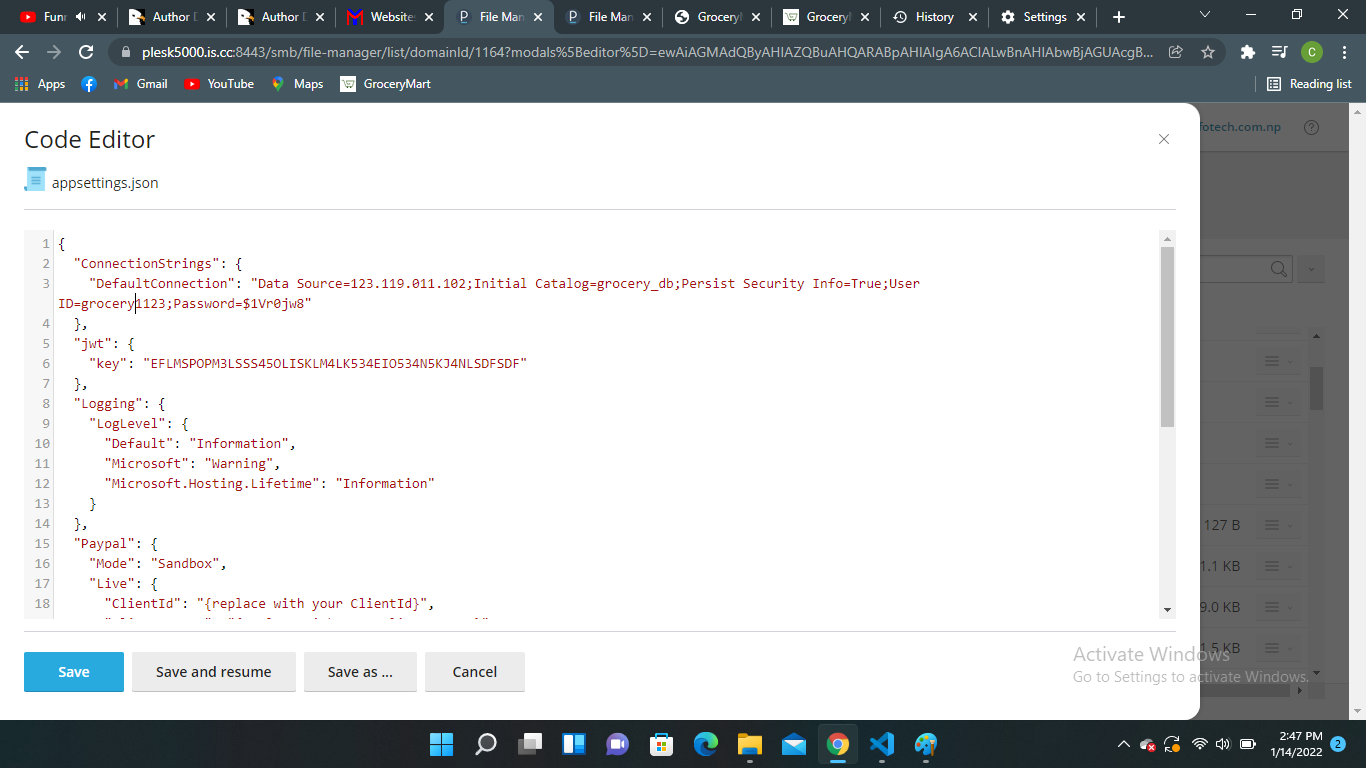 Funr
Author D
Author D
Website
File Man
File Man
Grocery
Grocery
History
Settings
plesk5000.is.cc:8443/smb/file-manager/list/domainId/1164?modals%5Beditor%5D=ewAiAGMAdQByAHIAZQBuAHQARABpAHIAIgA6ACIALwBnAHIAbwBjAGUAcgB...
C
Apps
Gmail
YouTube
Maps
GroceryMart
Reading list
Code Editor
fotech.com.np
appsettings.json
1 {
2 "ConnectionStrings": {
3 "DefaultConnection": "Data Source=123.119.011.102;Initial Catalog=grocery_db;Persist Security Info=True;User
ID=grocery1123;Password=$1Vr0jw8"
4 },
5 "jwt": {
6 "key": "EFLMSPOPM3LSSS45OLISKLM4LK534EIO534N5KJ4NLSDFSDF"
7 },
8 "Logging": {
9 "LogLevel": {
10 "Default": "Information",
11 "Microsoft": "Warning",
12 "Microsoft.Hosting.Lifetime": "Information"
13 }
14 },
15 "Paypal": {
16 "Mode": "Sandbox",
17 "Live": {
18 "ClientId": "{replace with your ClientId}",
127 B
1.1 KB
9.0 KB
1.5 KB
Save
Save and resume
Save as ...
Cancel
Activate Windows
Go to Settings to activate Windows.
2:47 PM
1/14/2022
2